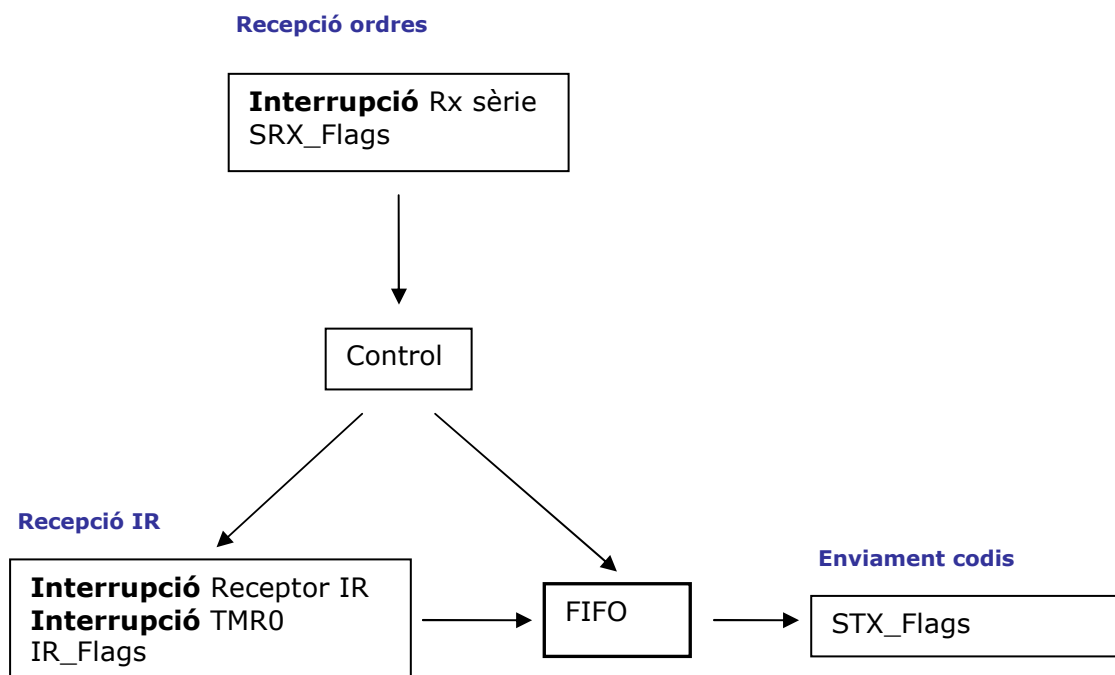 Recepció ordres
Interrupció Rx sèrie
SRX_Flags
Control
Recepció IR
Interrupció Receptor IR
Interrupció TMR0
IR_Flags
FIFO
Enviament codis
STX_Flags